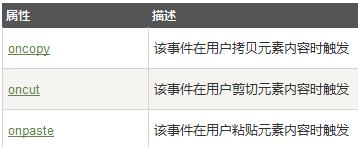 属性 描述
oncopy 该事件在用户拷贝元素内容时触发
oncut 该事件在用户剪切元素内容时触发
onpaste 该事件在用户粘贴元素内容时触发